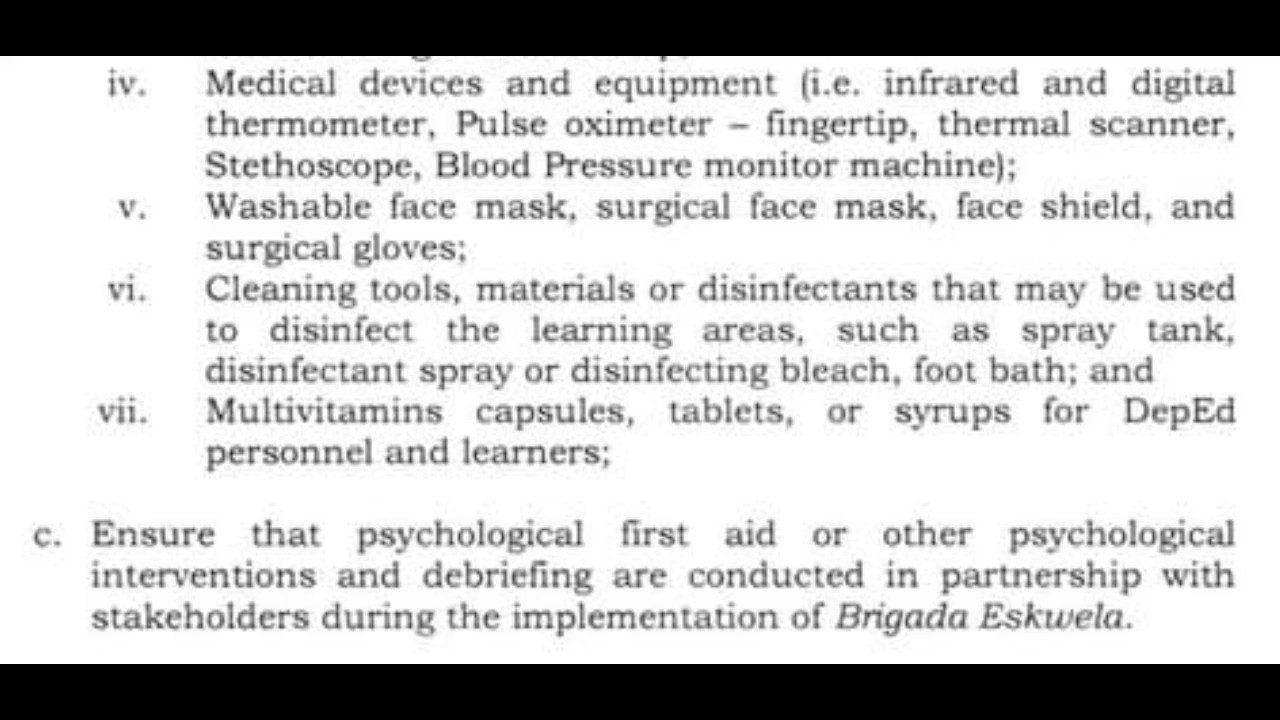 iv. Medical devices and equipment (i.e. infrared and digital
thermometer, Pulse oximeter – fingertip, thermal scanner,
Stethoscope, Blood Pressure monitor machine);
v. Washable face mask, surgical face mask, face shield, and
surgical gloves;
vi. Cleaning tools, materials or disinfectants that may be used
to disinfect the learning areas, such as spray tank,
disinfectant spray or disinfecting bleach, foot bath; and
vii. Multivitamins capsules, tablets, or syrups for DepEd
personnel and learners;
c. Ensure that psychological first aid or other psychological
interventions and debriefing are conducted in partnership with
stakeholders during the implementation of Brigada Eskwela.